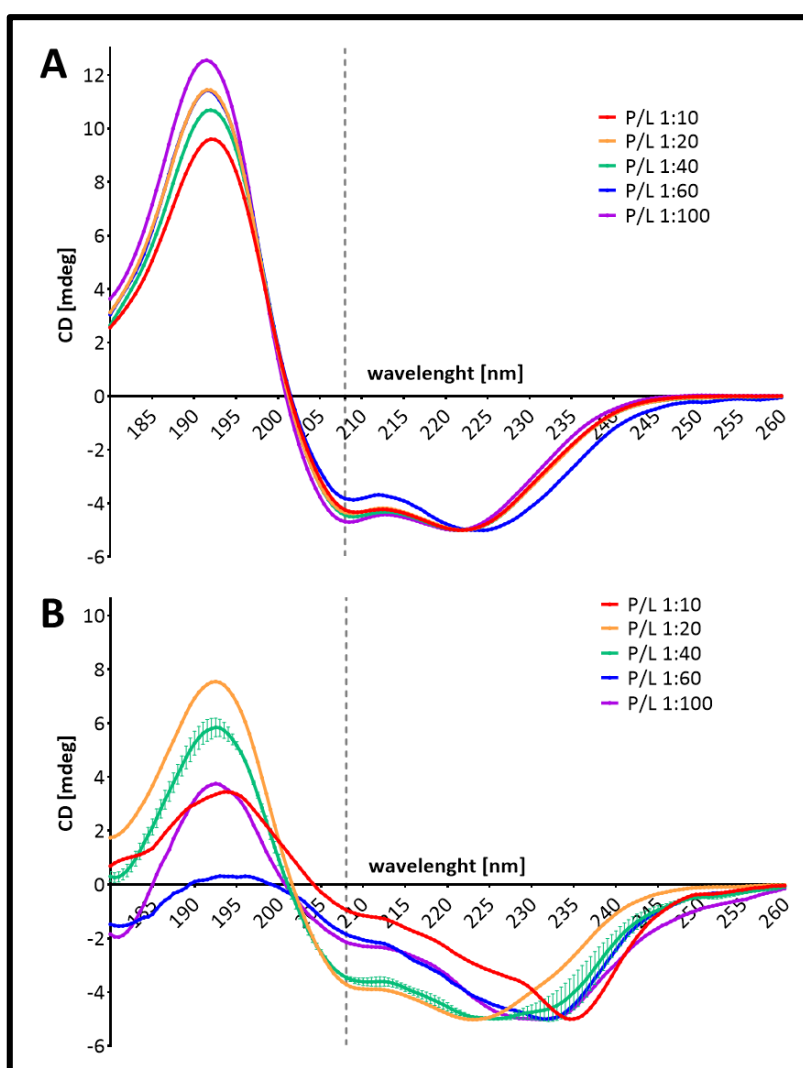 A
12
10
8
6
4
2
0
-2
-4
-6
CD [mdeg]
P/L 1:10
P/L 1:20
P/L 1:40
P/L 1:60
P/L 1:100
wavelenght [nm]
185 190 195 200 205 210 215 220 225 230 235 240 245 250 255 260
B
10
8
6
4
2
0
-2
-4
-6
CD [mdeg]
P/L 1:10
P/L 1:20
P/L 1:40
P/L 1:60
P/L 1:100
wavelenght [nm]
185 190 195 200 205 210 215 220 225 230 235 240 245 250 255 260